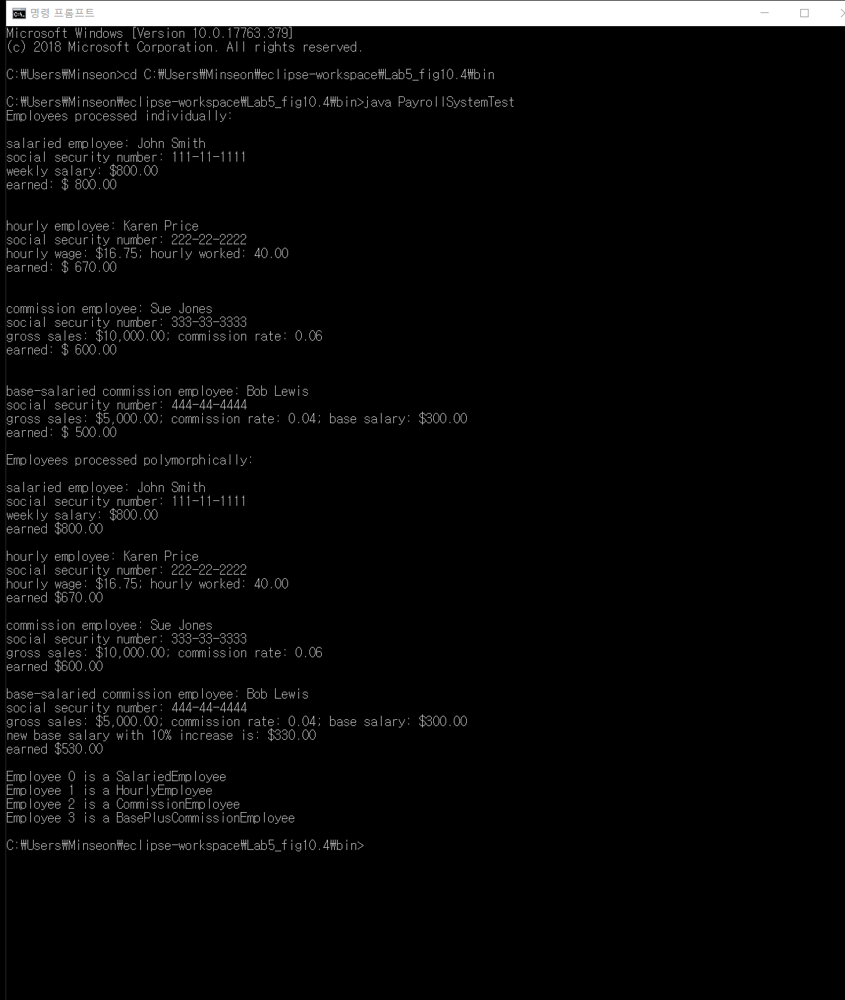 명령 프롬프트
Microsoft Windows [Version 10.0.17763.379]
(c) 2018 Microsoft Corporation. All rights reserved.
C:₩Users₩Minseon>cd C:₩Users₩Minseon₩eclipse-workspace₩Lab5_fig10.4₩bin
C:₩Users₩Minseon₩eclipse-workspace₩Lab5_fig10.4₩bin>java PayrollSystemTest
Employees processed individually:
salaried employee: John Smith
social security number: 111-11-1111
weekly salary: $800.00
earned: $ 800.00
hourly employee: Karen Price
social security number: 222-22-2222
hourly wage: $16.75; hourly worked: 40.00
earned: $ 670.00
commission employee: Sue Jones
social security number: 333-33-3333
gross sales: $10,000.00; commission rate: 0.06
earned: $ 600.00
base-salaried commission employee: Bob Lewis
social security number: 444-44-4444
gross sales: $5,000.00; commission rate: 0.04; base salary: $300.00
earned: $ 500.00
Employees processed polymorphically:
salaried employee: John Smith
social security number: 111-11-1111
weekly salary: $800.00
earned $800.00
hourly employee: Karen Price
social security number: 222-22-2222
hourly wage: $16.75; hourly worked: 40.00
earned $670.00
commission employee: Sue Jones
social security number: 333-33-3333
gross sales: $10,000.00; commission rate: 0.06
earned $600.00
base-salaried commission employee: Bob Lewis
social security number: 444-44-4444
gross sales: $5,000.00; commission rate: 0.04; base salary: $300.00
new base salary with 10% increase is: $330.00
earned $530.00
Employee 0 is a SalariedEmployee
Employee 1 is a HourlyEmployee
Employee 2 is a CommissionEmployee
Employee 3 is a BasePlusCommissionEmployee
C:₩Users₩Minseon₩eclipse-workspace₩Lab5_fig10.4₩bin>